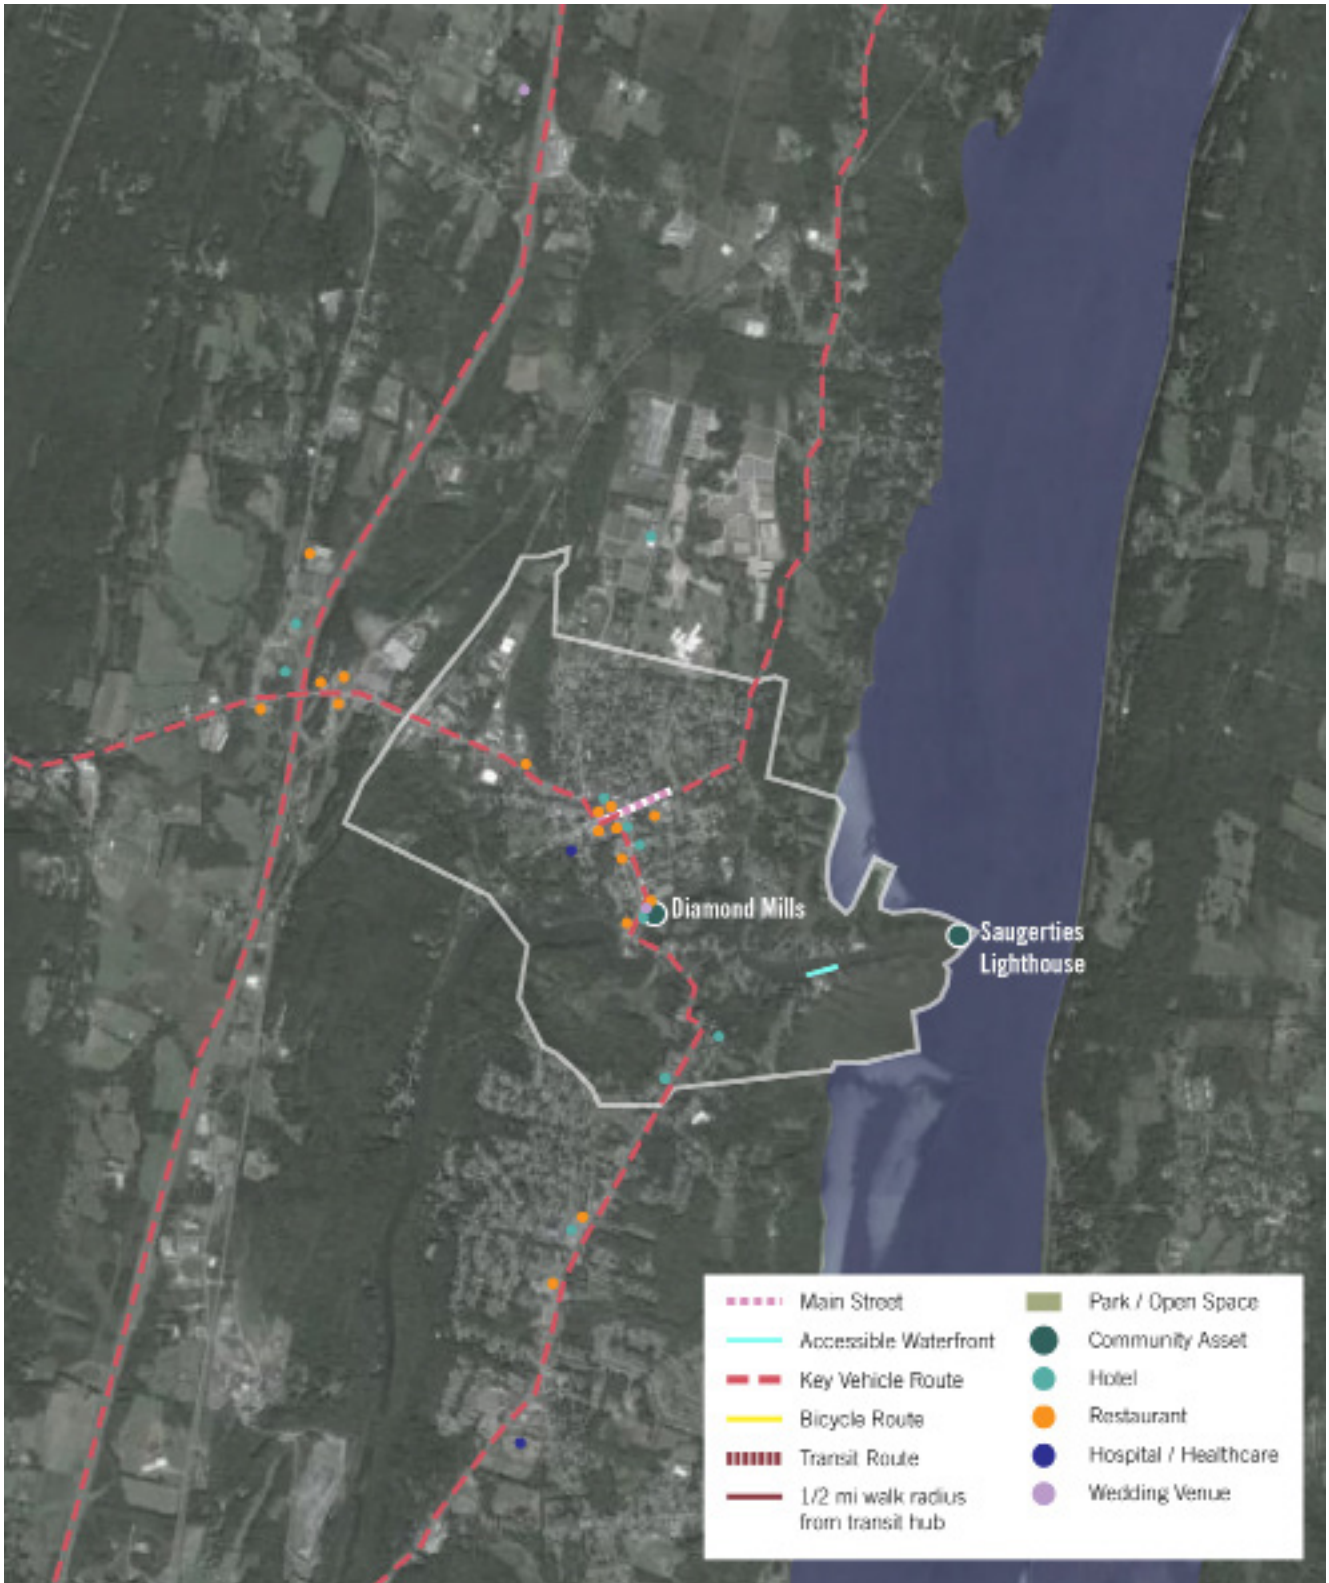 Diamond Mills
Saugerties
Lighthouse
Main Street
Accessible Waterfront
Key Vehicle Route
Bicycle Route
Transit Route
1/2 mi walk radius
from transit hub
Park / Open Space
Community Asset
Hotel
Restaurant
Hospital / Healthcare
Wedding Venue